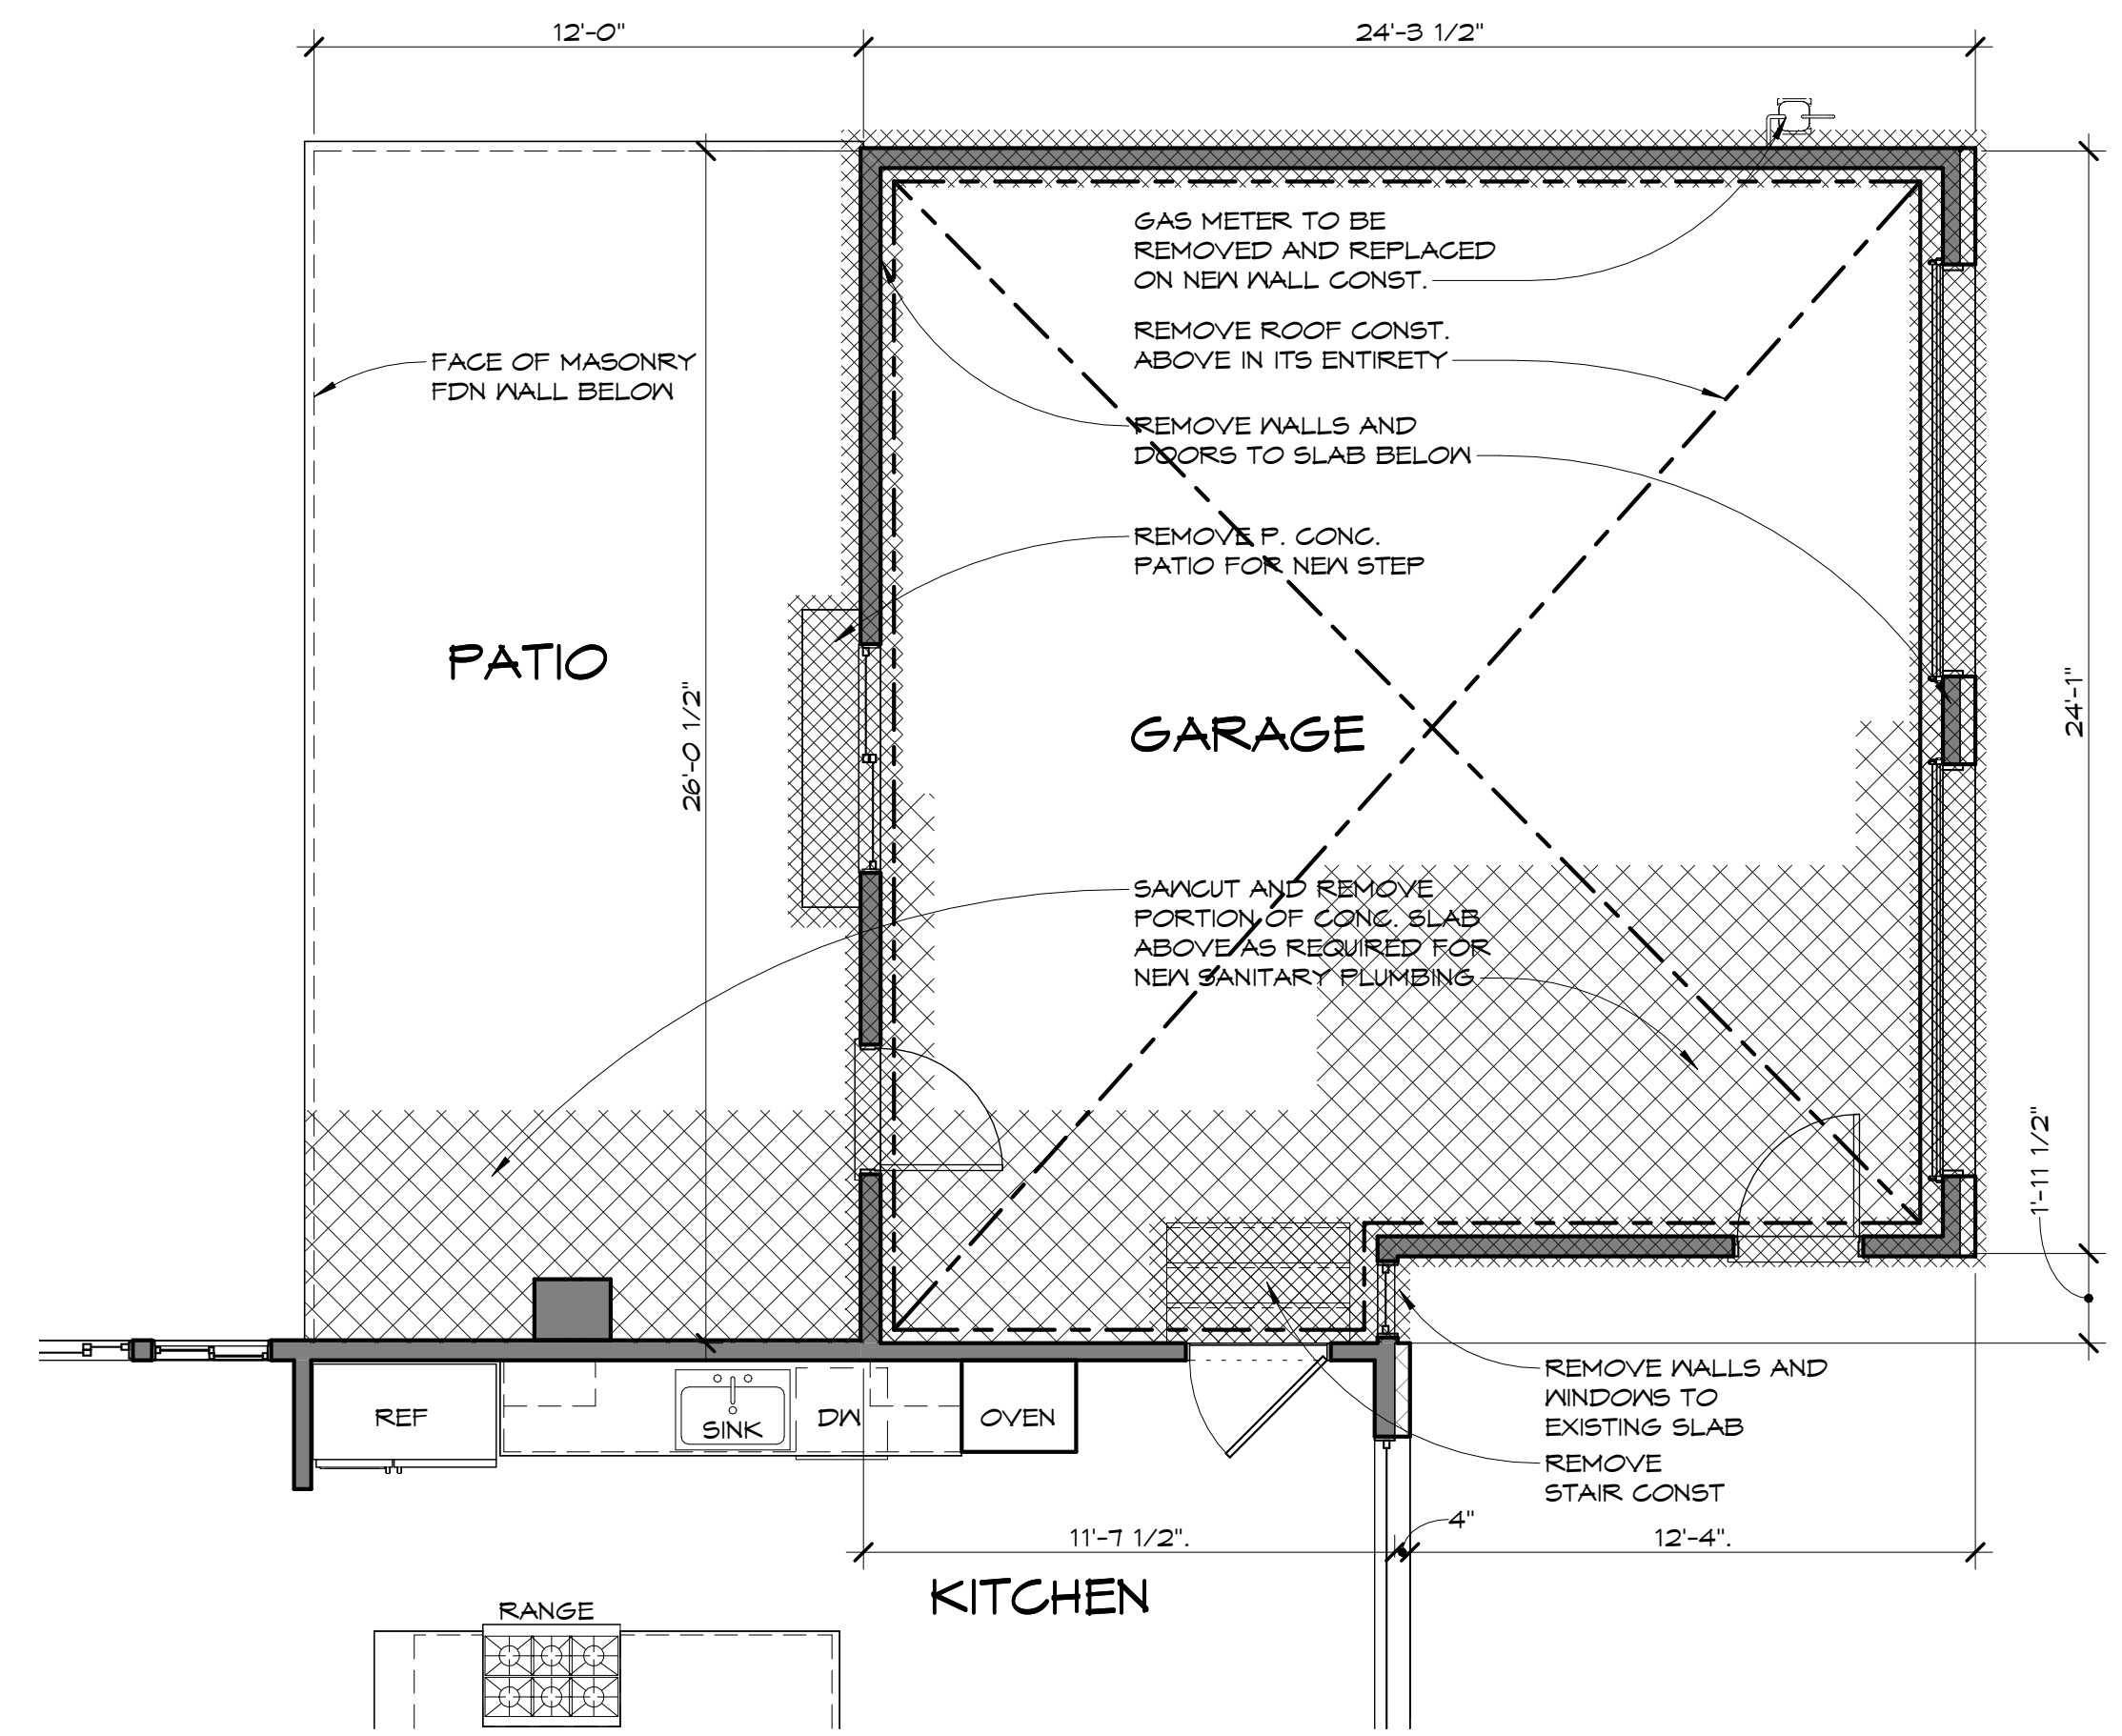 12'-0"
24'-3 1/2"
GAS METER TO BE
REMOVED AND REPLACED
ON NEW WALL CONST.
REMOVE ROOF CONST.
ABOVE IN ITS ENTIRETY
FACE OF MASONRY
FDN WALL BELOW
REMOVE WALLS AND
DOORS TO SLAB BELOW
REMOVE P. CONC.
PATIO FOR NEW STEP
PATIO
26'-0 1/2"
GARAGE
24'-1"
SAWCUT AND REMOVE
PORTION OF CONC. SLAB
ABOVE AS REQUIRED FOR
NEW SANITARY PLUMBING
1'-11 1/2"
REMOVE WALLS AND
WINDOWS TO
EXISTING SLAB
REF
SINK
DW
OVEN
REMOVE
STAIR CONST
4"
11'-7 1/2".
12'-4".
KITCHEN
RANGE